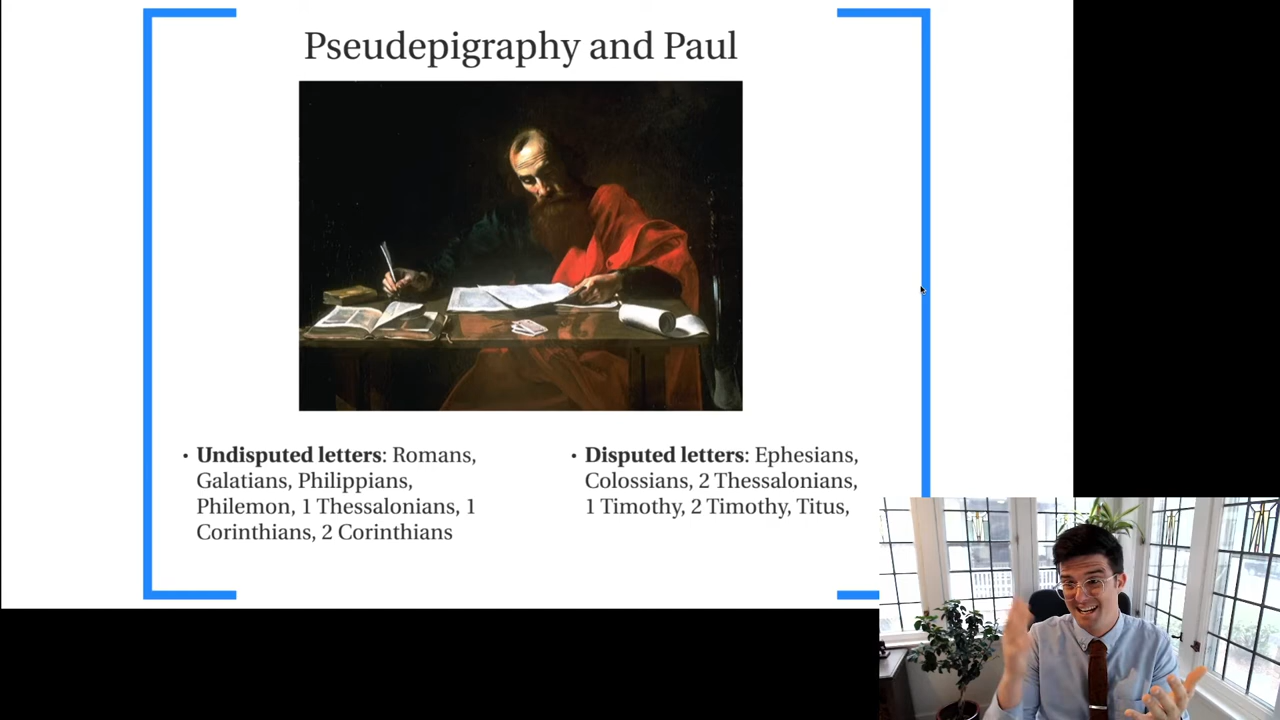 Pseudepigraphy and Paul
• Undisputed letters: Romans,
Galatians, Philippians,
Philemon, 1 Thessalonians, 1
Corinthians, 2 Corinthians
• Disputed letters: Ephesians,
Colossians, 2 Thessalonians,
1 Timothy, 2 Timothy, Titus,